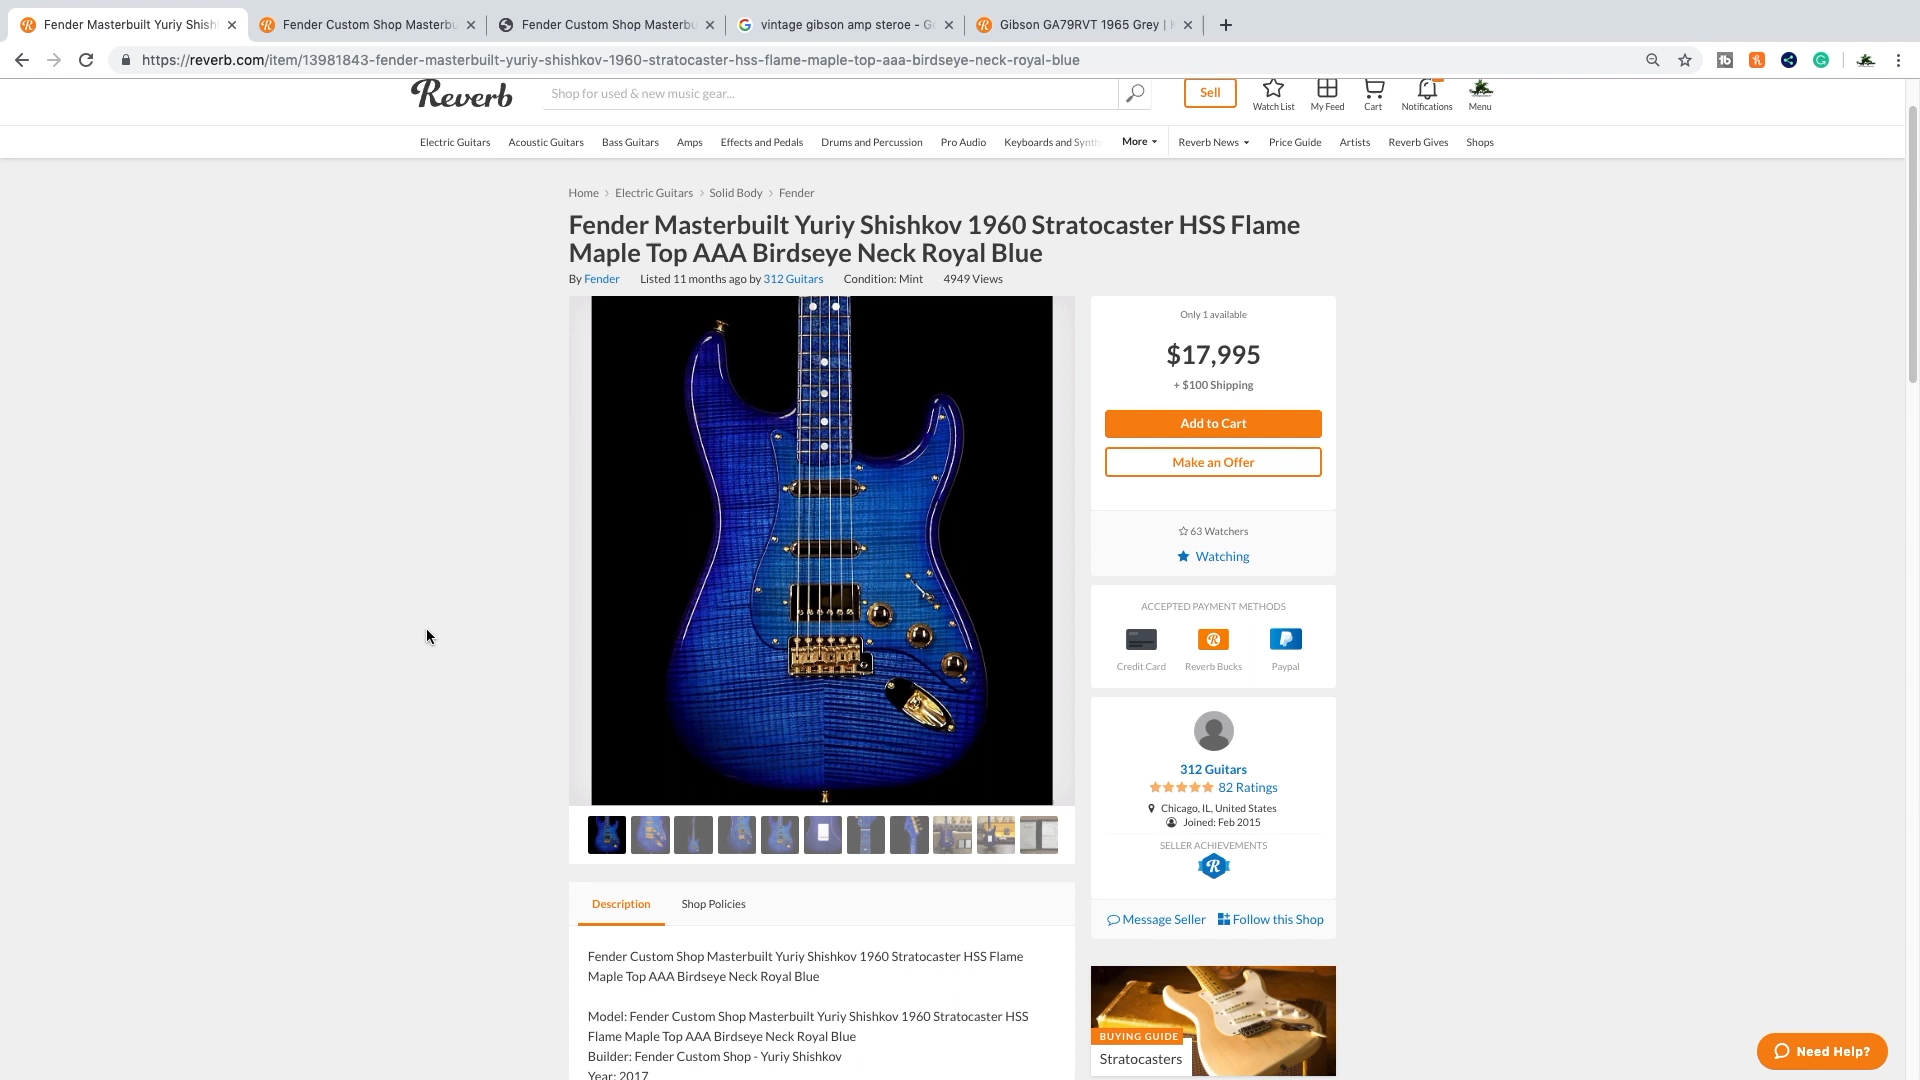 Fender Masterbuilt Yuriy Shish
Fender Custom Shop Masterbu
Fender Custom Shop Masterbu
vintage gibson amp steroe - G
Gibson GA79RVT 1965 Grey |
https://reverb.com/item/13981843-fender-masterbuilt-yuriy-shishkov-1960-stratocaster-hss-flame-maple-top-aaa-birdseye-neck-royal-blue
Reverb
Shop for used & new music gear...
Sell
Watch List
My Feed
Cart
Notifications
Menu
Electric Guitars
Acoustic Guitars
Bass Guitars
Amps
Effects and Pedals
Drums and Percussion
Pro Audio
Keyboards and Synth
More
Reverb News
Price Guide
Artists
Reverb Gives
Shops
Home > Electric Guitars > Solid Body > Fender
Fender Masterbuilt Yuriy Shishkov 1960 Stratocaster HSS Flame
Maple Top AAA Birdseye Neck Royal Blue
By Fender Listed 11 months ago by 312 Guitars Condition: Mint 4949 Views
Only 1 available
$17,995
+ $100 Shipping
Add to Cart
Make an Offer
63 Watchers
Watching
ACCEPTED PAYMENT METHODS
Credit Card
Reverb Bucks
Paypal
312 Guitars
82 Ratings
Chicago, IL, United States
Joined: Feb 2015
SELLER ACHIEVEMENTS
Message Seller
Follow this Shop
Description
Shop Policies
Fender Custom Shop Masterbuilt Yuriy Shishkov 1960 Stratocaster HSS Flame
Maple Top AAA Birdseye Neck Royal Blue
Model: Fender Custom Shop Masterbuilt Yuriy Shishkov 1960 Stratocaster HSS
Flame Maple Top AAA Birdseye Neck Royal Blue
Builder: Fender Custom Shop - Yuriy Shishkov
Year: 2017
BUYING GUIDE
Stratocasters
Need Help?